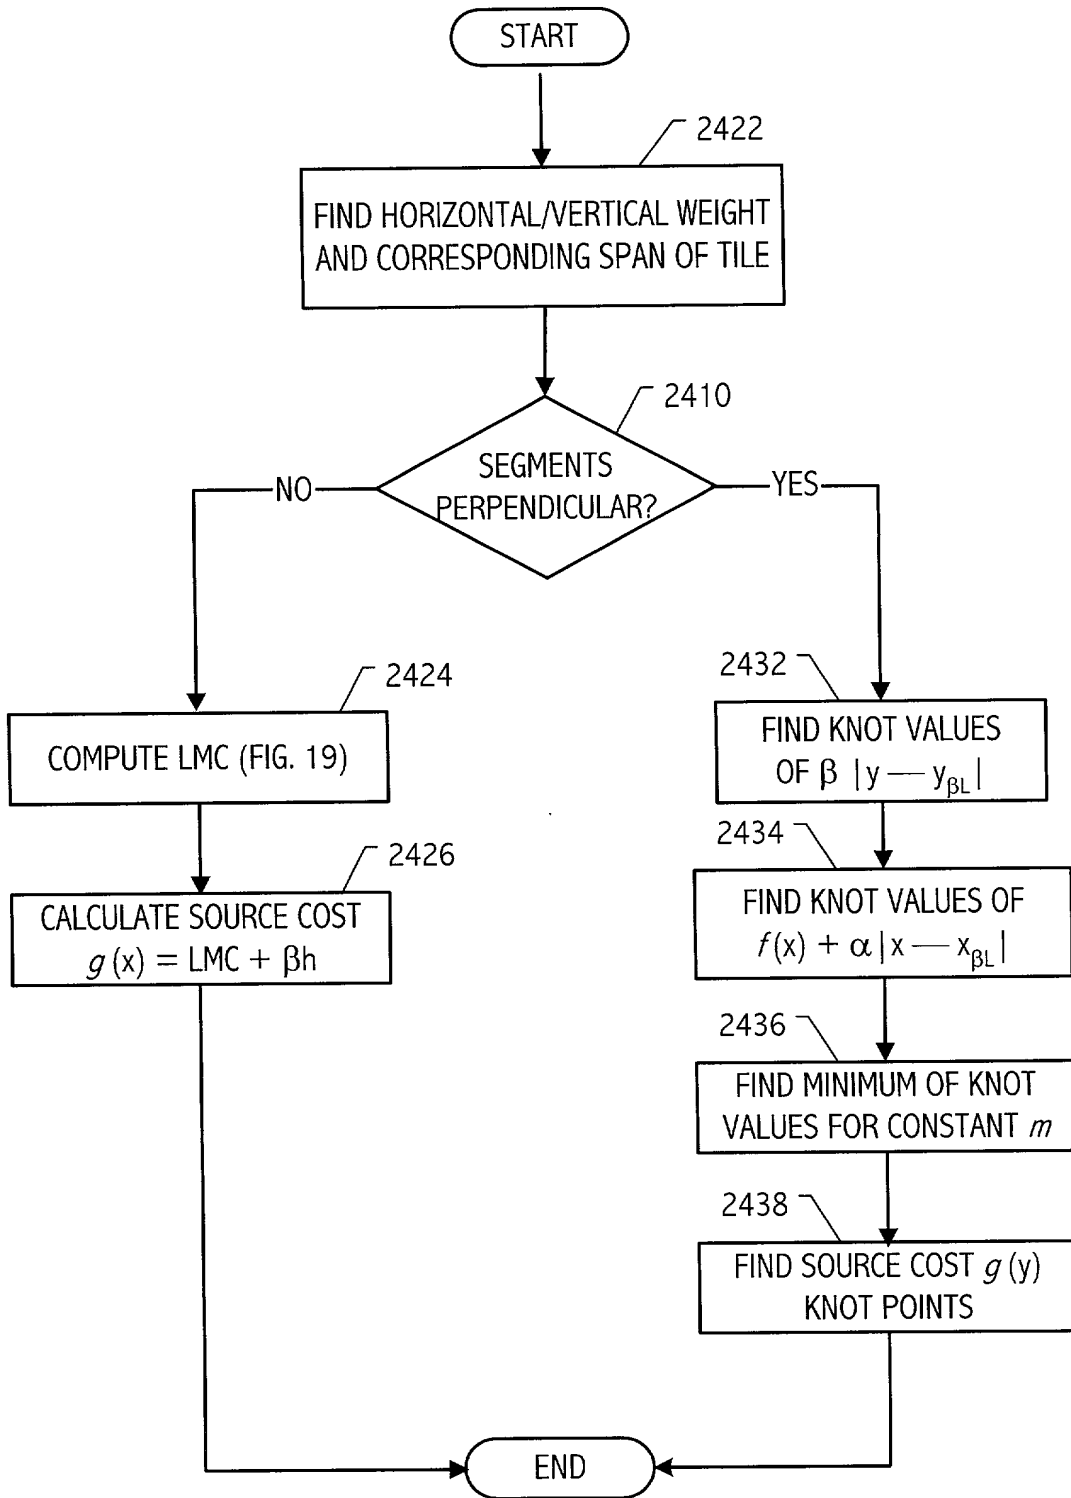 START
2422
FIND HORIZONTAL/VERTICAL WEIGHT
AND CORRESPONDING SPAN OF TILE
2410
SEGMENTS
PERPENDICULAR?
NO
YES
2424
COMPUTE LMC (FIG. 19)
2426
CALCULATE SOURCE COST
g (x) = LMC + βh
2432
FIND KNOT VALUES
OF β |y — y_βL|
2434
FIND KNOT VALUES OF
f (x) + α |x — x_βL|
2436
FIND MINIMUM OF KNOT
VALUES FOR CONSTANT m
2438
FIND SOURCE COST g (y)
KNOT POINTS
END